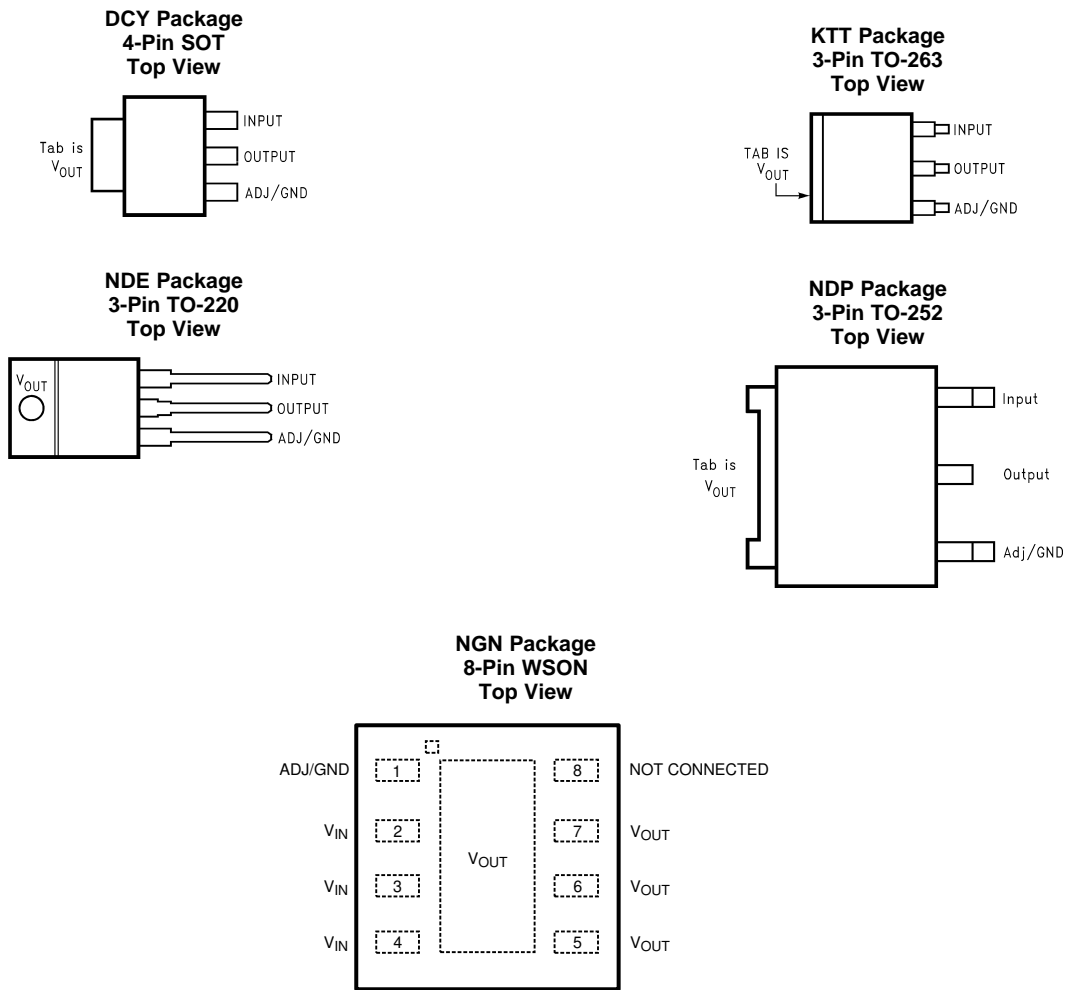 DCY Package
4-Pin SOT
Top View
Tab is
VOUT
INPUT
OUTPUT
ADJ/GND
KTT Package
3-Pin TO-263
Top View
TAB IS
VOUT
INPUT
OUTPUT
ADJ/GND
NDE Package
3-Pin TO-220
Top View
VOUT
INPUT
OUTPUT
ADJ/GND
NDP Package
3-Pin TO-252
Top View
Tab is
VOUT
Input
Output
Adj/GND
NGN Package
8-Pin WSON
Top View
ADJ/GND 1 8 NOT CONNECTED
VIN 2 7 VOUT
VOUT
VIN 3 6 VOUT
VIN 4 5 VOUT